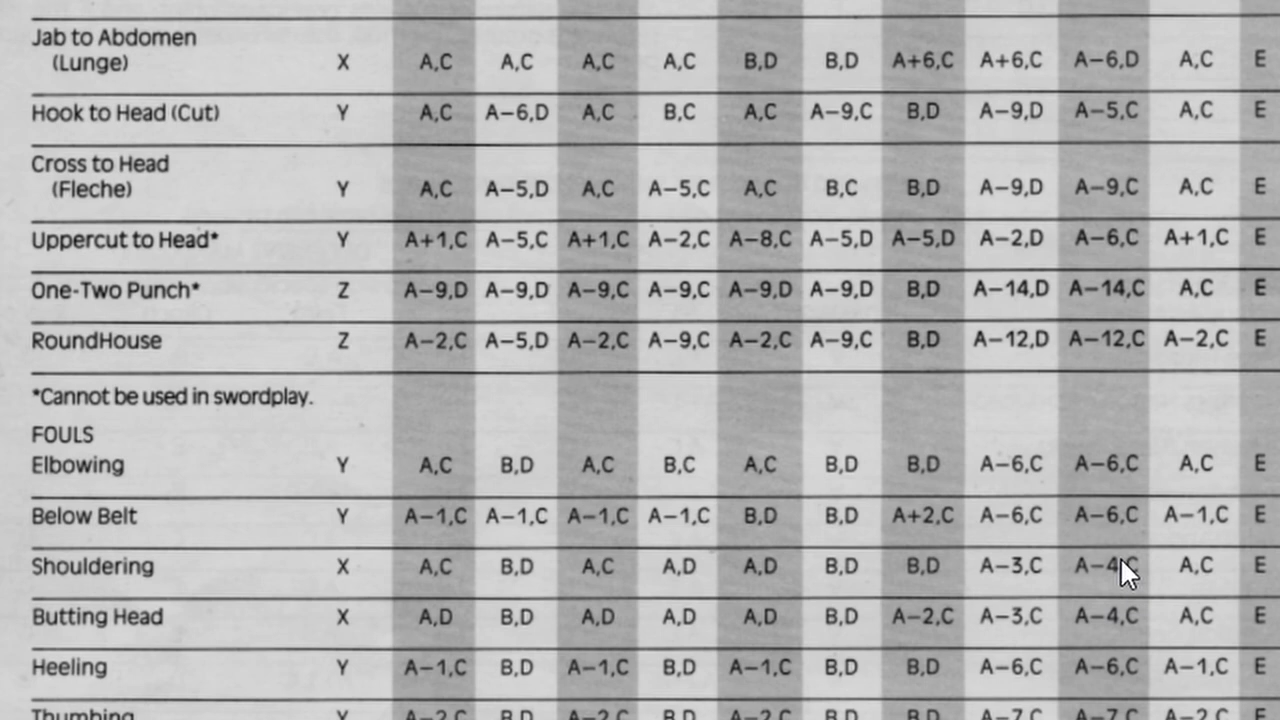 Jab to Abdomen
(Lunge) X A,C A,C A,C A,C B,D B,D A+6,C A+6,C A−6,D A,C E
Hook to Head (Cut) Y A,C A−6,D A,C B,C A,C A−9,C B,D A−9,D A−5,C A,C E
Cross to Head
(Fleche) Y A,C A−5,D A,C A−5,C A,C B,C B,D A−9,D A−9,C A,C E
Uppercut to Head* Y A+1,C A−5,C A+1,C A−2,C A−8,C A−5,D A−5,D A−2,D A−6,C A+1,C E
One-Two Punch* Z A−9,D A−9,D A−9,C A−9,C A−9,D A−9,D B,D A−14,D A−14,C A,C E
RoundHouse Z A−2,C A−5,D A−2,C A−9,C A−2,C A−9,C B,D A−12,D A−12,C A−2,C E
*Cannot be used in swordplay.
FOULS
Elbowing Y A,C B,D A,C B,C A,C B,D B,D A−6,C A−6,C A,C E
Below Belt Y A−1,C A−1,C A−1,C A−1,C B,D B,D A+2,C A−6,C A−6,C A−1,C E
Shouldering X A,C B,D A,C A,D A,D B,D B,D A−3,C A−4,C A,C E
Butting Head X A,D B,D A,D A,D A,D B,D A−2,C A−3,C A−4,C A,C E
Heeling Y A−1,C B,D A−1,C B,D A−1,C B,D B,D A−6,C A−6,C A−1,C E
Thumbing Y A−2,C B,D A−2,C B,D A−2,C B,D B,D A−7,C A−7,C A−2,C E